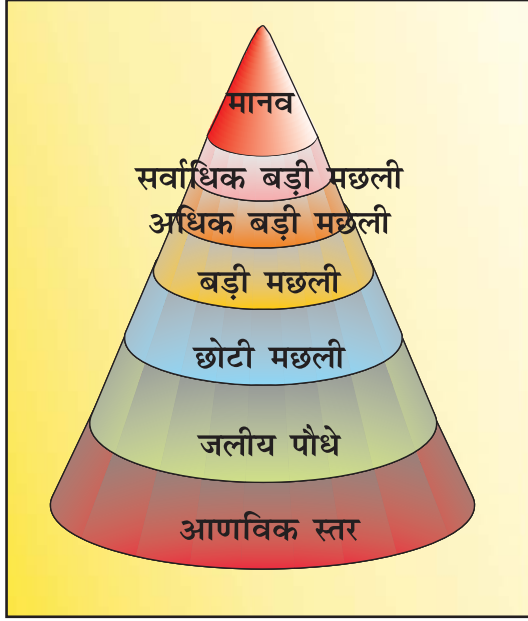 मानव
सर्वाधिक बड़ी मछली
अधिक बड़ी मछली
बड़ी मछली
छोटी मछली
जलीय पौधे
आणविक स्तर